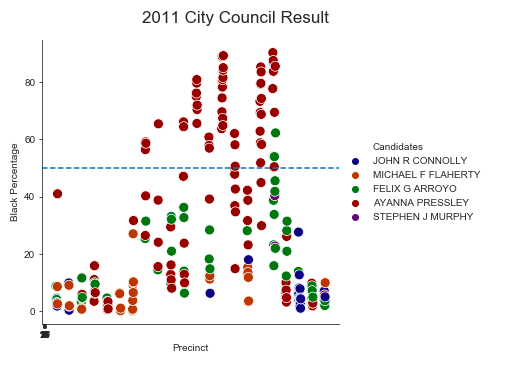 2011 City Council Result
Black Percentage
80
60
40
20
0
Precinct
Candidates
JOHN R CONNOLLY
MICHAEL F FLAHERTY
FELIX G ARROYO
AYANNA PRESSLEY
STEPHEN J MURPHY